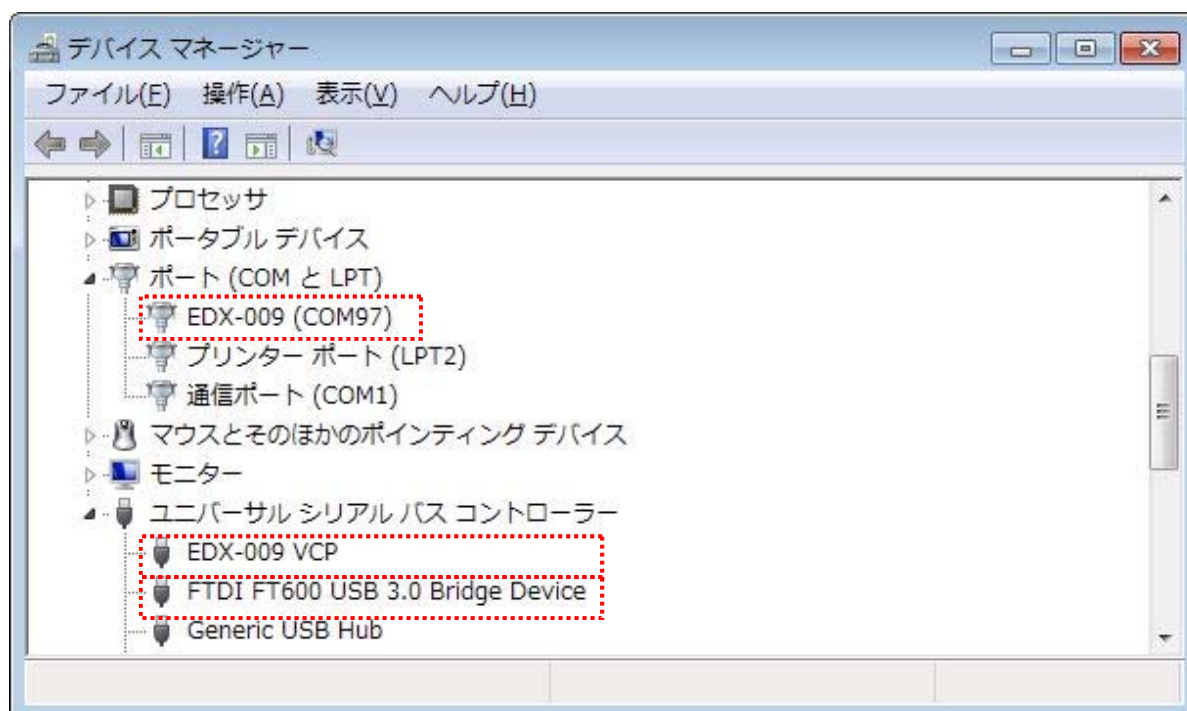 デバイス マネージャー
ファイル(F) 操作(A) 表示(V) ヘルプ(H)
プロセッサ
ポータブル デバイス
ポート (COM と LPT)
EDX-009 (COM97)
プリンター ポート (LPT2)
通信ポート (COM1)
マウスとそのほかのポインティング デバイス
モニター
ユニバーサル シリアル バス コントローラー
EDX-009 VCP
FTDI FT600 USB 3.0 Bridge Device
Generic USB Hub